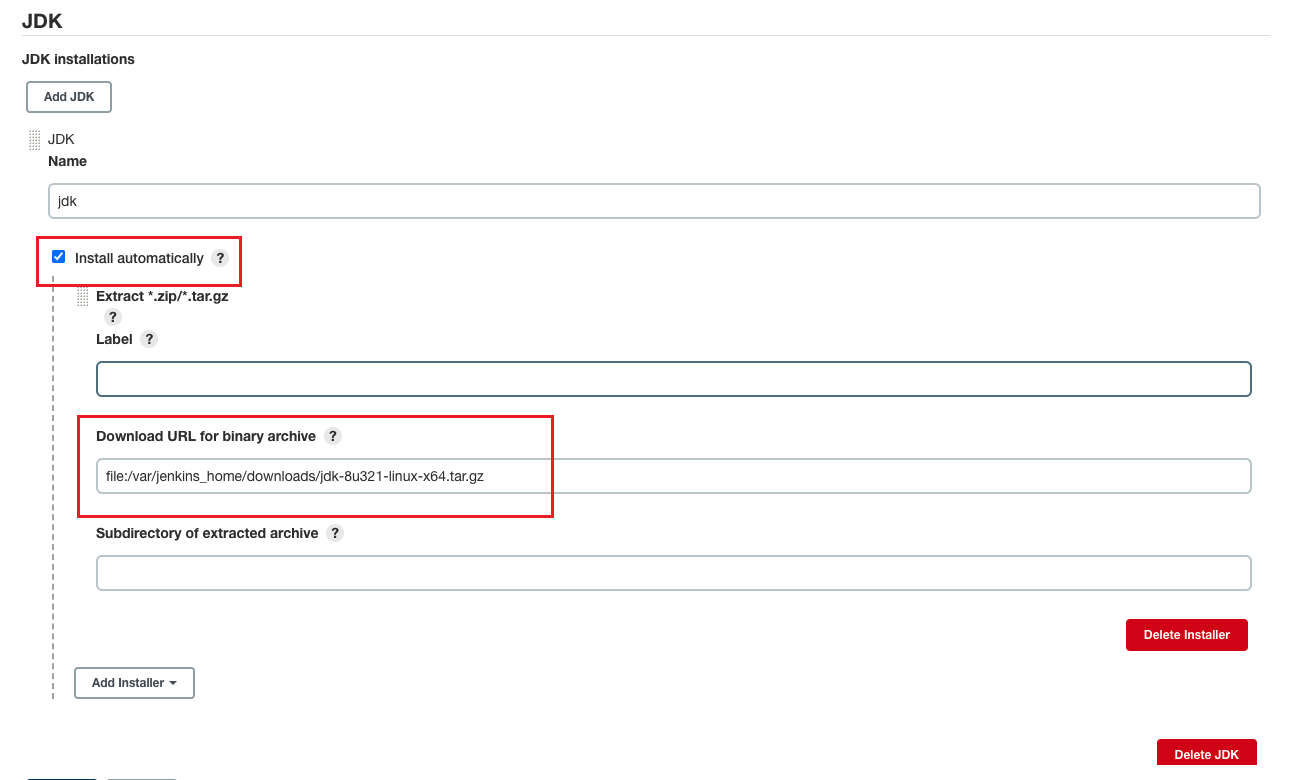 JDK
JDK installations
Add JDK
JDK
Name
jdk
Install automatically ?
Extract *.zip/*.tar.gz
?
Label ?
Download URL for binary archive ?
file:/var/jenkins_home/downloads/jdk-8u321-linux-x64.tar.gz
Subdirectory of extracted archive ?
Delete Installer
Add Installer
Delete JDK